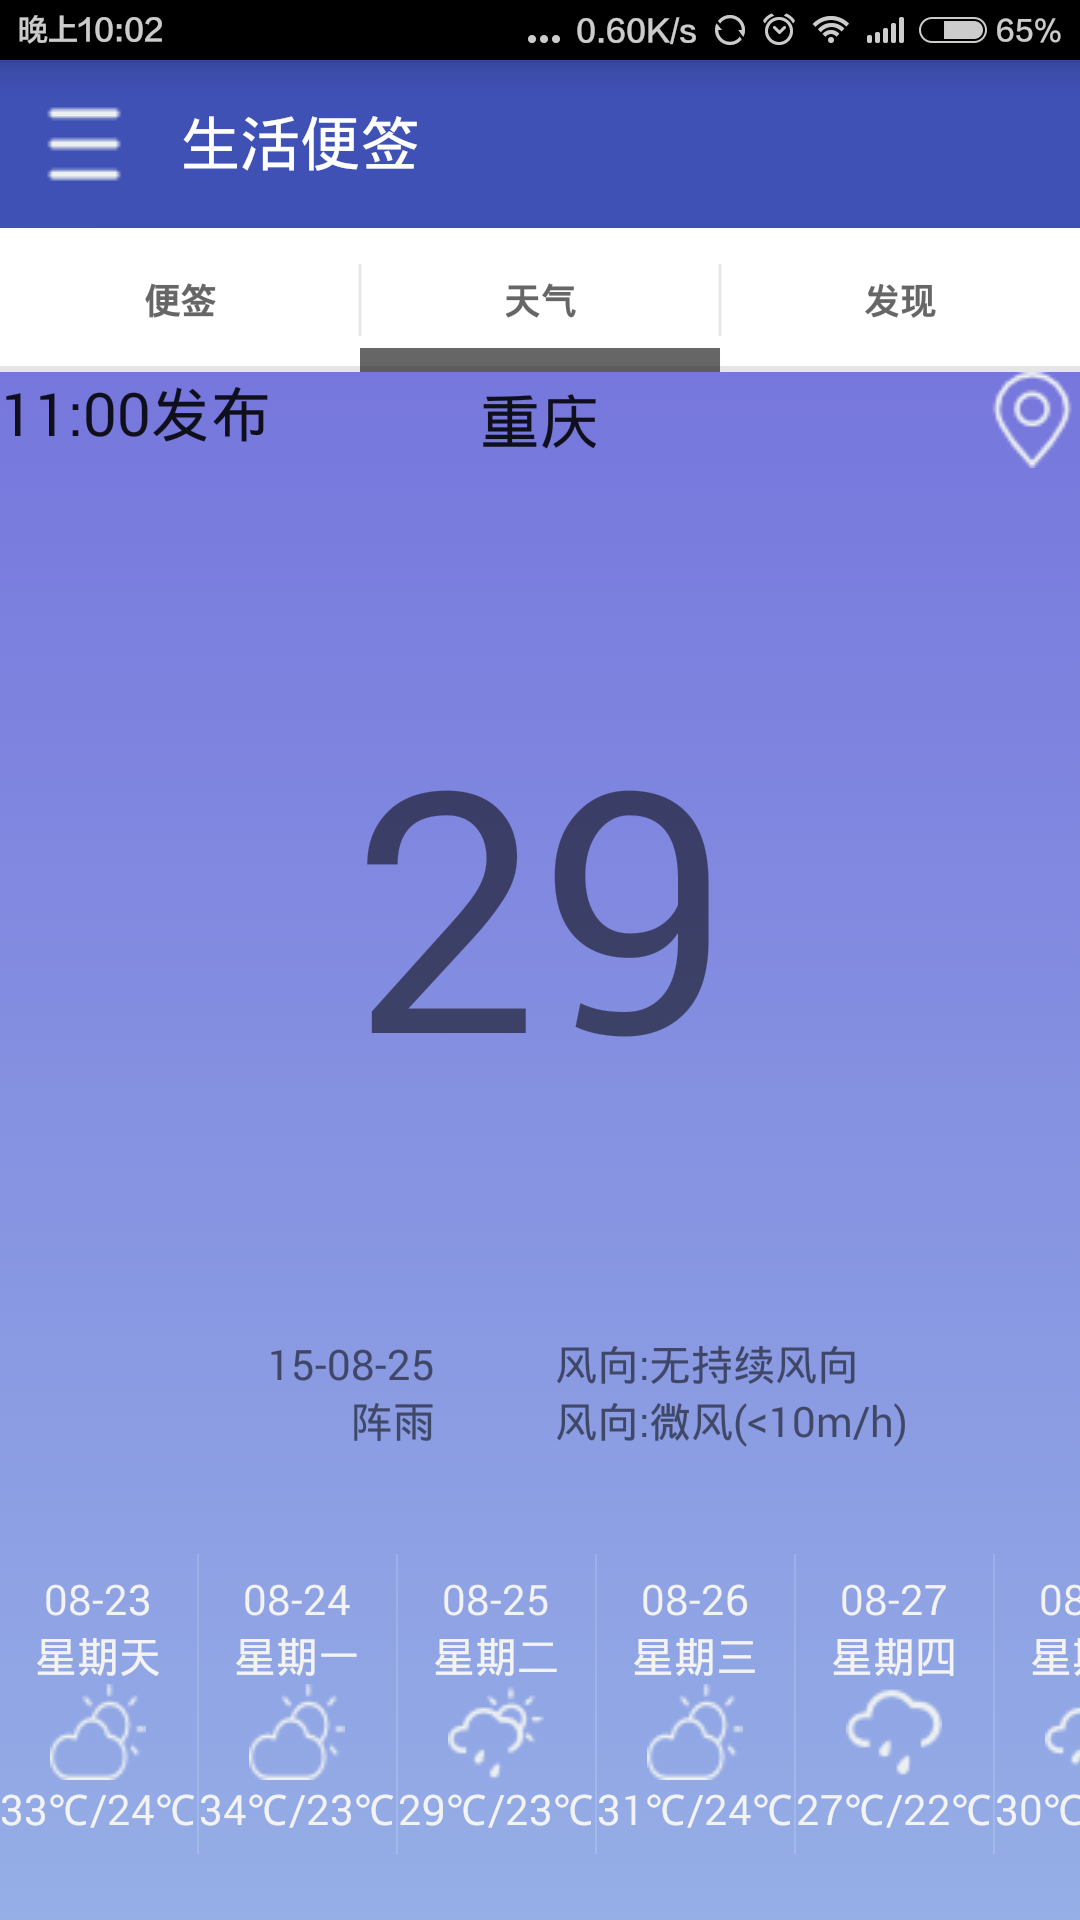 晚上10:02 ... 0.60K/s 65%
生活便签
便签 天气 发现
11:00发布 重庆
29
15-08-25 风向:无持续风向
阵雨 风向:微风(<10m/h)
08-23 08-24 08-25 08-26 08-27 08
星期天 星期一 星期二 星期三 星期四 星
33℃/24℃ 34℃/23℃ 29℃/23℃ 31℃/24℃ 27℃/22℃ 30℃